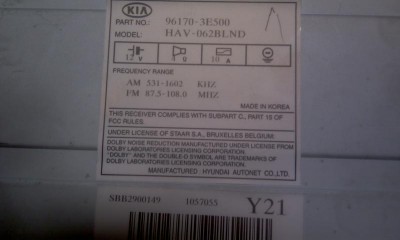 KIA
PART NO.: 96170-3E500
MODEL: HAV-062BLND
12 V 4 Ω 10 A
FREQUENCY RANGE
AM 531-1602 KHZ
FM 87.5-108.0 MHZ
MADE IN KOREA
THIS RECEIVER COMPLIES WITH SUBPART C, PART 15 OF
FCC RULES.
UNDER LICENSE OF STAAR S.A., BRUXELLES BELGIUM)
DOLBY NOISE REDUCTION MANUFACTURED UNDER LICENSE FROM
DOLBY LABORATORIES LICENSING CORPORATION.
"DOLBY" AND THE DOUBLE-D SYMBOL ARE TRADEMARKS OF
DOLBY LABORATORIES LICENSING CORPORATION.
MANUFACTURED HYUNDAI AUTONET CO., LTD.
SBB2900149 1057055 Y21